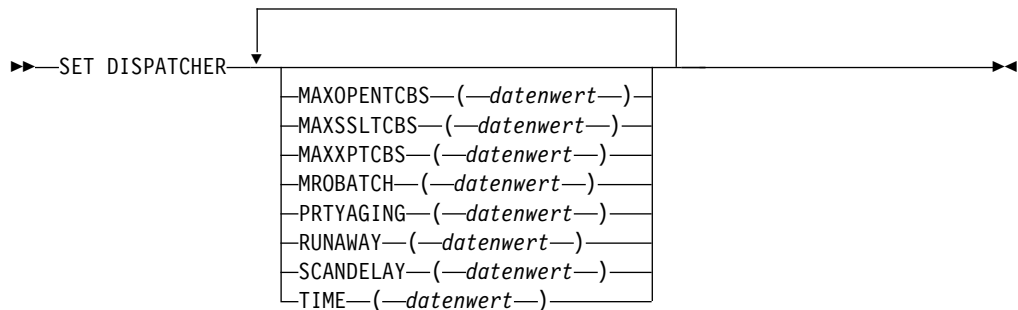 SET DISPATCHER
MAXOPENTCBS ( datenwert )
MAXSSLTCBS ( datenwert )
MAXXPTCBS ( datenwert )
MROBATCH ( datenwert )
PRTYAGING ( datenwert )
RUNAWAY ( datenwert )
SCANDELAY ( datenwert )
TIME ( datenwert )